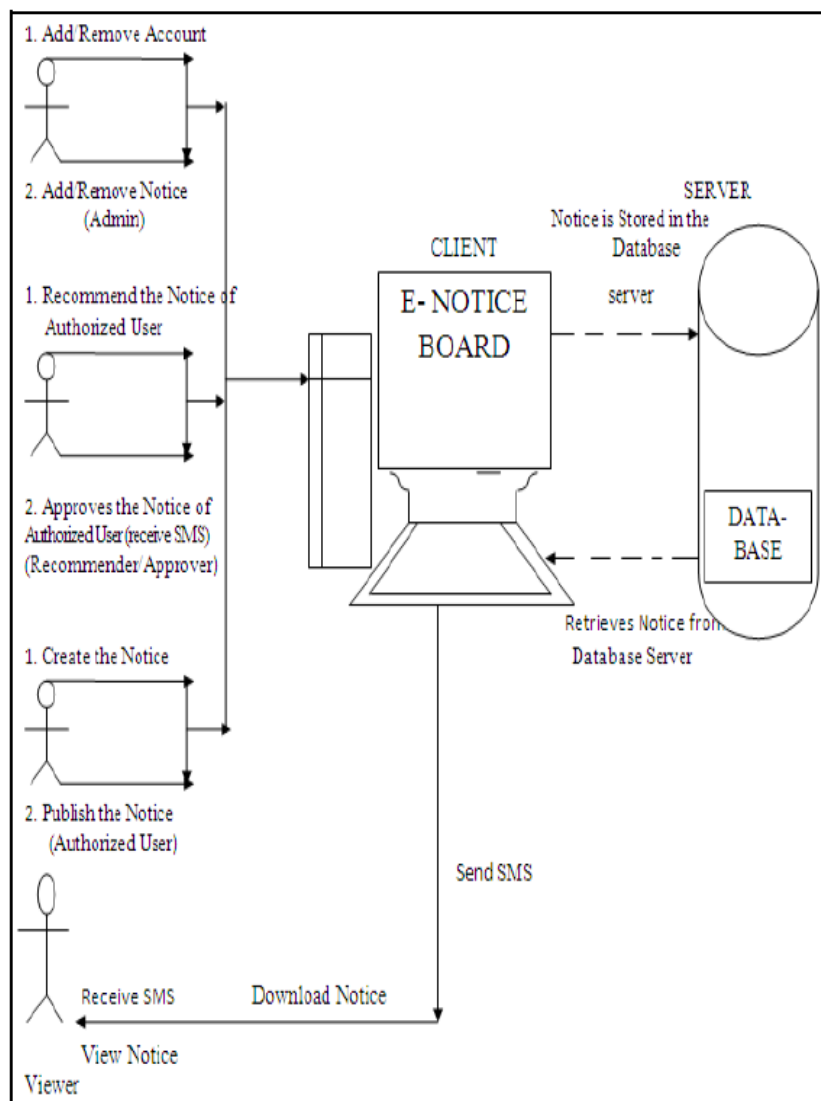 1. Add/Remove Account
2. Add/Remove Notice
(Admin)
1. Recommend the Notice of
Authorized User
2. Approves the Notice of
Authorized User (receive SMS)
(Recommender/Approver)
1. Create the Notice
2. Publish the Notice
(Authorized User)
CLIENT
E- NOTICE
BOARD
SERVER
Notice is Stored in the
Database
server
DATA-
BASE
Retrieves Notice from
Database Server
Send SMS
Receive SMS
Download Notice
View Notice
Viewer